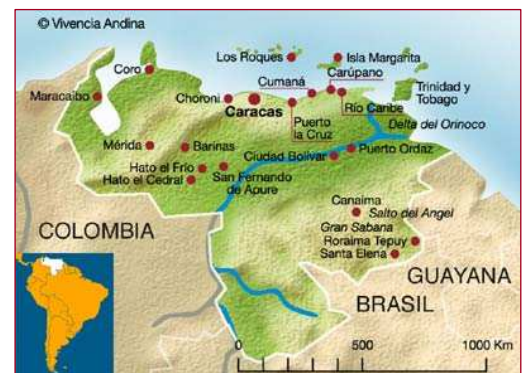 © Vivencia Andina
Los Roques
Isla Margarita
Coro
Cumaná
Carúpano
Trinidad y
Tobago
Maracaibo
Choroni
Caracas
Río Caribe
Puerto
la Cruz
Delta del Orinoco
Mérida
Barinas
Ciudad Bolívar
Puerto Ordaz
Hato el Frío
Hato el Cedral
San Fernando
de Apure
Canaima
Salto del Angel
COLOMBIA
Gran Sabana
Roraima Tepuy
Santa Elena
GUAYANA
BRASIL
0
500
1000 Km